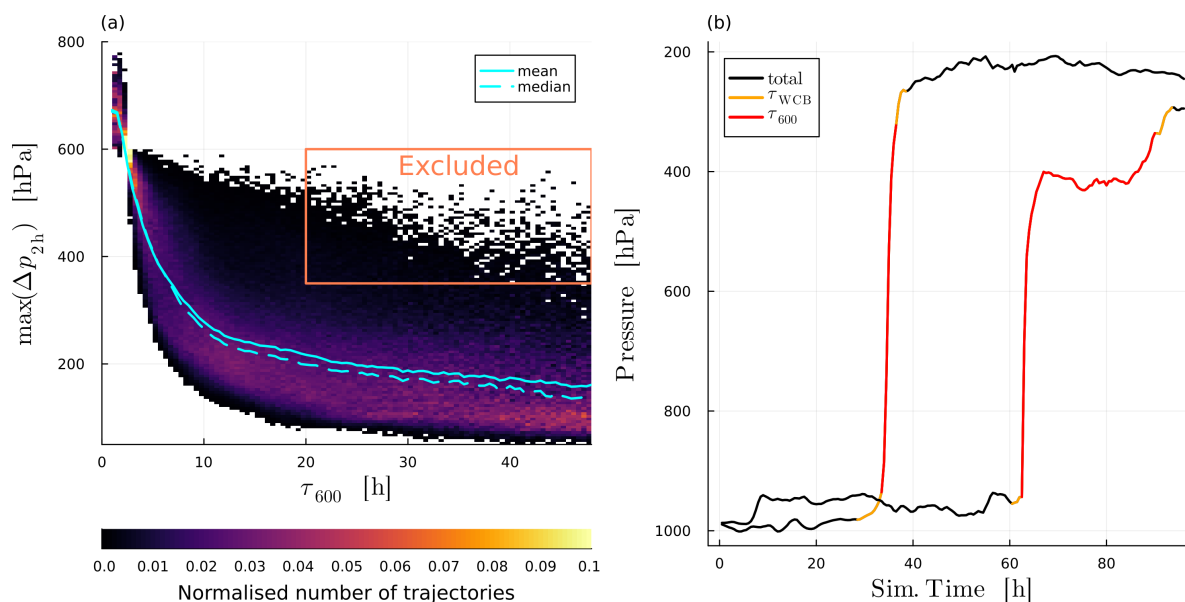 (a)
800
600
400
200
max(Δp2h) [hPa]
mean
median
Excluded
0 10 20 30 40
τ600 [h]
0.0 0.01 0.02 0.03 0.04 0.05 0.06 0.07 0.08 0.09 0.1
Normalised number of trajectories
(b)
200
400
600
800
1000
Pressure [hPa]
total
τWCB
τ600
0 20 40 60 80
Sim. Time [h]